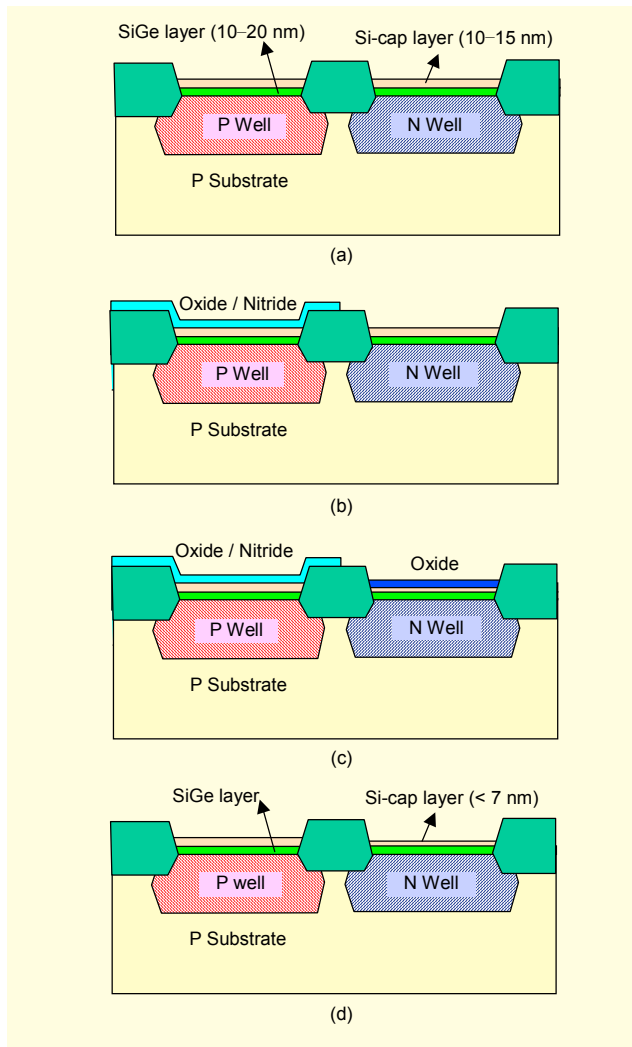 SiGe layer (10–20 nm)
Si-cap layer (10–15 nm)
P Well
N Well
P Substrate
(a)
Oxide / Nitride
P Well
N Well
P Substrate
(b)
Oxide / Nitride
Oxide
P Well
N Well
P Substrate
(c)
SiGe layer
Si-cap layer (< 7 nm)
P well
N Well
P Substrate
(d)